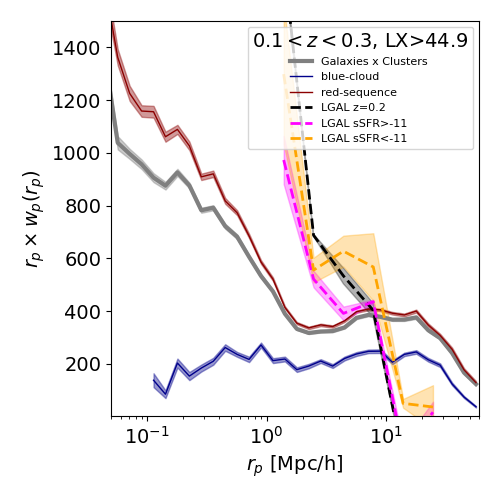 0.1 < z < 0.3, LX>44.9
Galaxies x Clusters
blue-cloud
red-sequence
LGAL z=0.2
LGAL sSFR>-11
LGAL sSFR<-11
1400
1200
1000
800
600
400
200
r_p × w_p(r_p)
10^{-1}
10^0
10^1
r_p [Mpc/h]